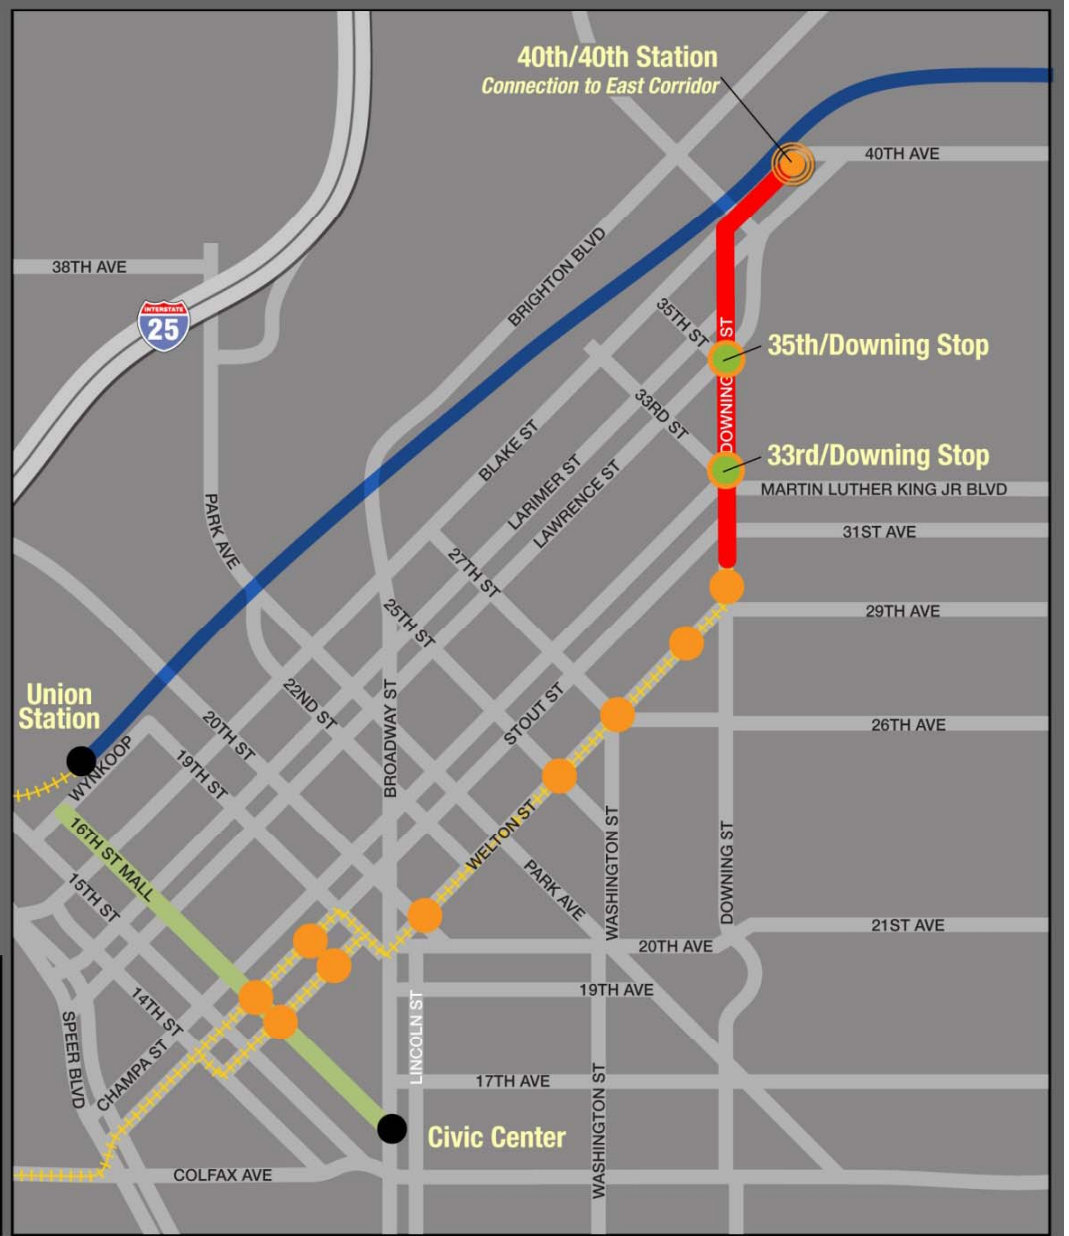 40th/40th Station
Connection to East Corridor
40TH AVE
38TH AVE
BRIGHTON BLVD
INTERSTATE
25
35TH ST
DOWNING ST
35th/Downing Stop
33RD ST
BLAKE ST
33rd/Downing Stop
LARIMER ST
LAWRENCE ST
MARTIN LUTHER KING JR BLVD
PARK AVE
31ST AVE
27TH ST
25TH ST
29TH AVE
Union
Station
22ND ST
BROADWAY ST
STOUT ST
20TH ST
26TH AVE
WYNKOOP
19TH ST
WELTON ST
16TH ST MALL
15TH ST
PARK AVE
WASHINGTON ST
DOWNING ST
21ST AVE
20TH AVE
19TH AVE
14TH ST
LINCOLN ST
SPEER BLVD
CHAMPA ST
17TH AVE
WASHINGTON ST
Civic Center
COLFAX AVE